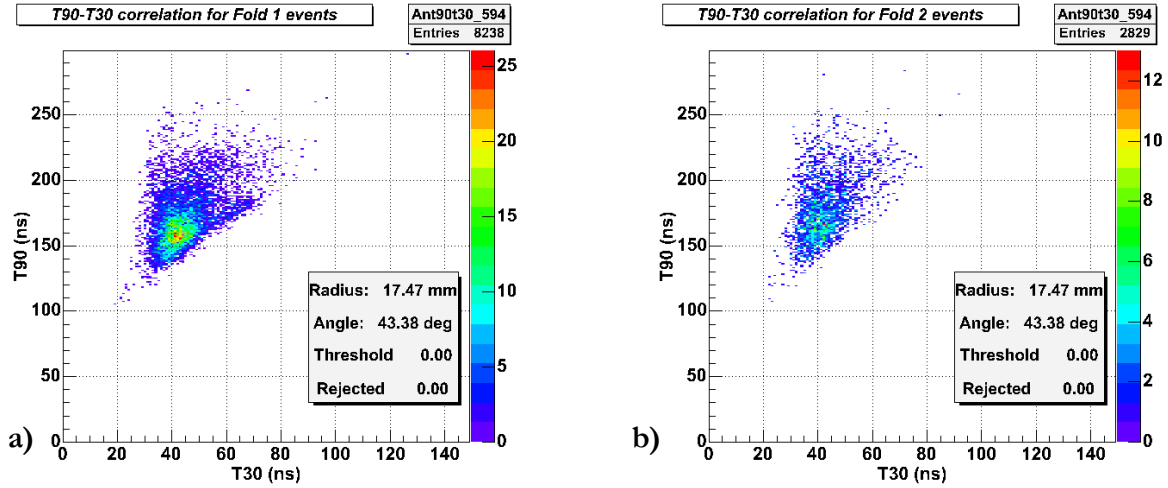 T90-T30 correlation for Fold 1 events
Ant90t30_594
Entries 8238
T90 (ns)
250
200
150
100
50
0
25
20
15
10
5
0
Radius: 17.47 mm
Angle: 43.38 deg
Threshold 0.00
Rejected 0.00
a)
0 20 40 60 80 100 120 140
T30 (ns)
T90-T30 correlation for Fold 2 events
Ant90t30_594
Entries 2829
T90 (ns)
250
200
150
100
50
0
12
10
8
6
4
2
0
Radius: 17.47 mm
Angle: 43.38 deg
Threshold 0.00
Rejected 0.00
b)
0 20 40 60 80 100 120 140
T30 (ns)